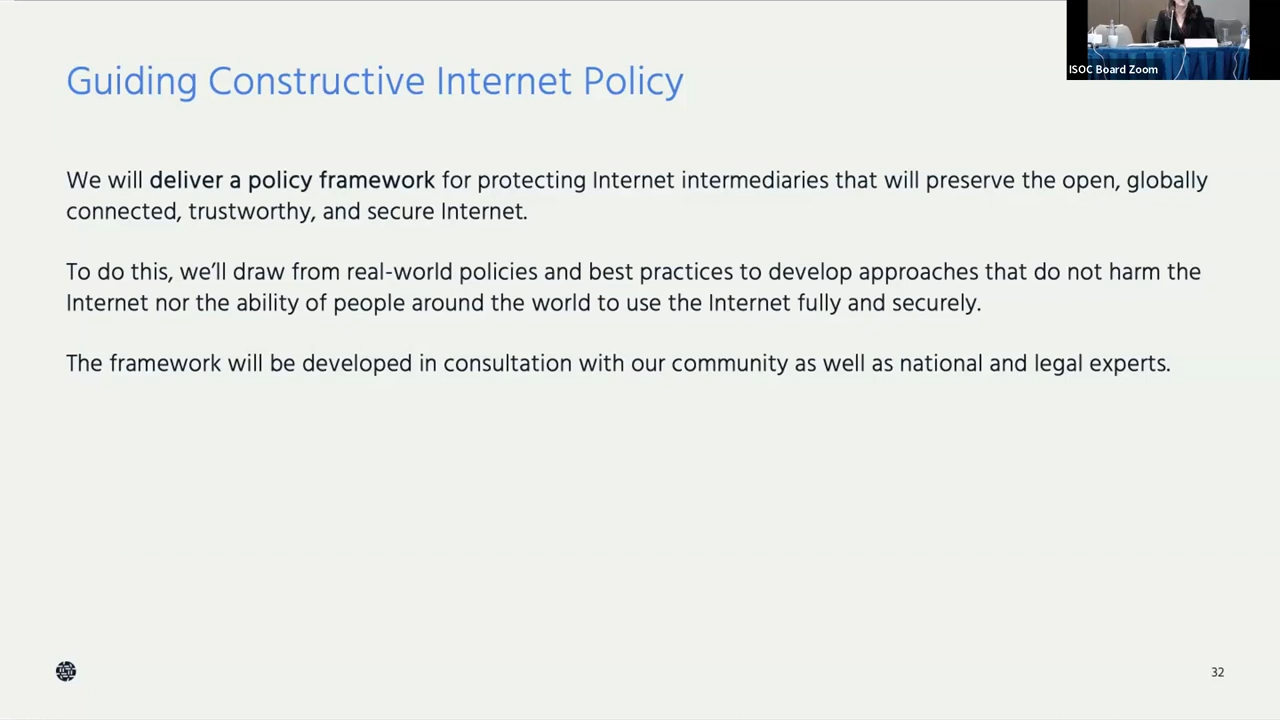 ISOC Board Zoom
Guiding Constructive Internet Policy
We will deliver a policy framework for protecting Internet intermediaries that will preserve the open, globally
connected, trustworthy, and secure Internet.
To do this, we’ll draw from real-world policies and best practices to develop approaches that do not harm the
Internet nor the ability of people around the world to use the Internet fully and securely.
The framework will be developed in consultation with our community as well as national and legal experts.
32